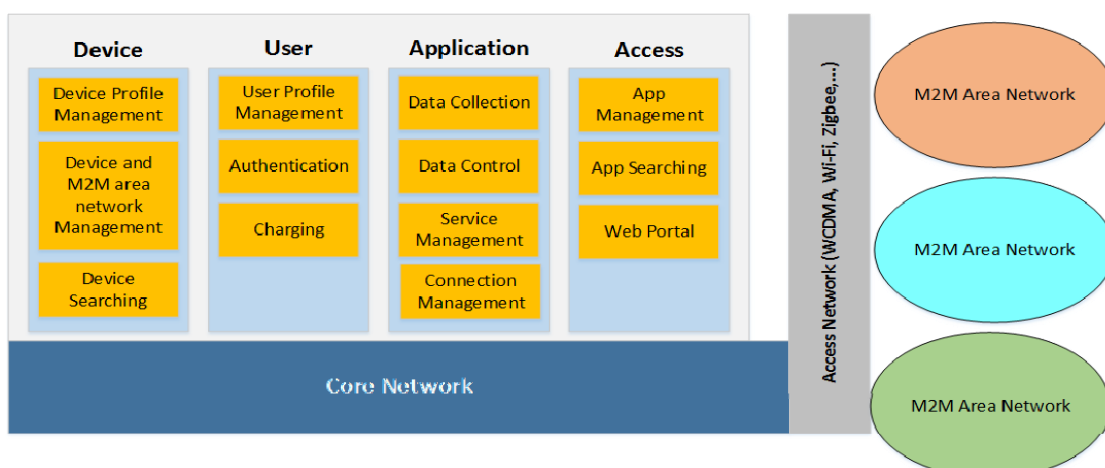 Device
Device Profile
Management
Device and
M2M area
network
Management
Device
Searching
User
User Profile
Management
Authentication
Charging
Application
Data Collection
Data Control
Service
Management
Connection
Management
Access
App
Management
App Searching
Web Portal
Core Network
Access Network (WCDMA, Wi-Fi, Zigbee,...)
M2M Area Network
M2M Area Network
M2M Area Network